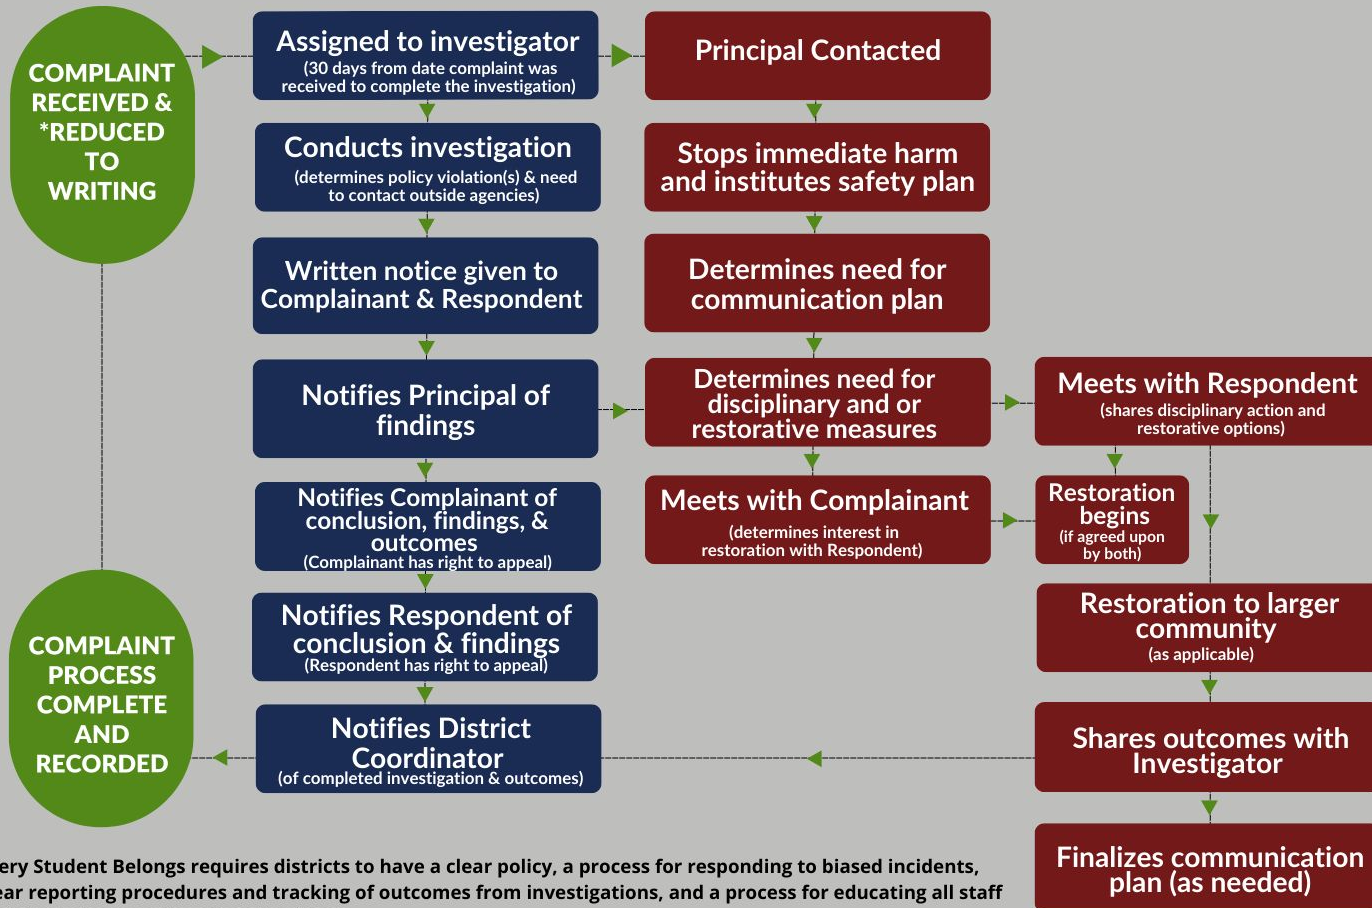 COMPLAINT
RECEIVED &
*REDUCED
TO
WRITING
Assigned to investigator
(30 days from date complaint was
received to complete the investigation)
Principal Contacted
Conducts investigation
(determines policy violation(s) & need
to contact outside agencies)
Stops immediate harm
and institutes safety plan
Written notice given to
Complainant & Respondent
Determines need for
communication plan
Notifies Principal of
findings
Determines need for
disciplinary and or
restorative measures
Meets with Respondent
(shares disciplinary action and
restorative options)
Notifies Complainant of
conclusion, findings, &
outcomes
(Complainant has right to appeal)
Meets with Complainant
(determines interest in
restoration with Respondent)
Restoration
begins
(if agreed upon
by both)
Notifies Respondent of
conclusion & findings
(Respondent has right to appeal)
Restoration to larger
community
(as applicable)
Notifies District
Coordinator
(of completed investigation & outcomes)
Shares outcomes with
Investigator
COMPLAINT
PROCESS
COMPLETE
AND
RECORDED
Finalizes communication
plan (as needed)
ery Student Belongs requires districts to have a clear policy, a process for responding to biased incidents,
ear reporting procedures and tracking of outcomes from investigations, and a process for educating all staff